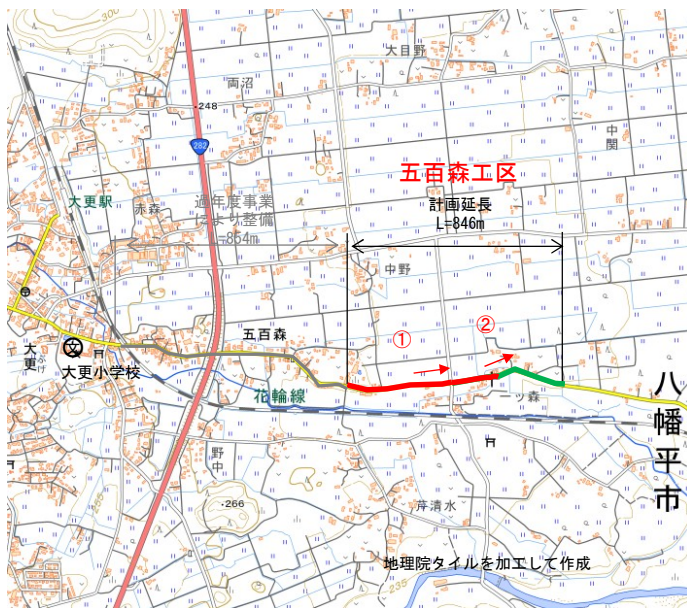 300
大目野
両沼
・248
282
中関
五百森工区
計画延長
L=846m
大更駅
赤森
過年度事業
により整備
L=854m
中野
①
②
五百森
大更
大更小学校
花輪線
二ツ森
八幡平市
野中
・266
芹清水
地理院タイルを加工して作成
235